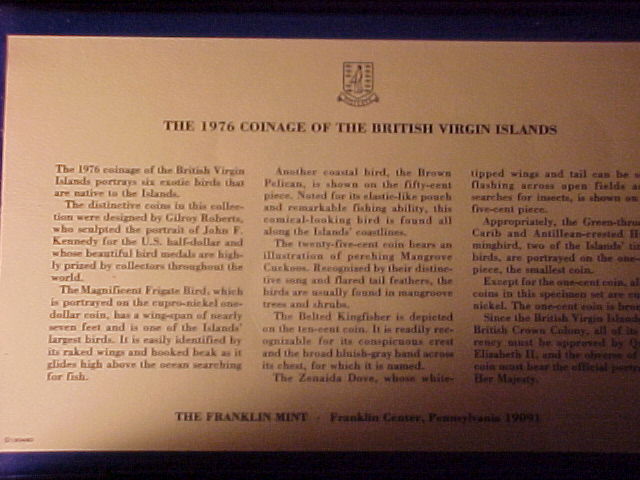 THE 1976 COINAGE OF THE BRITISH VIRGIN ISLANDS
The 1976 coinage of the British Virgin
Islands portrays six exotic birds that
are native to the Islands.
The distinctive coins in this collec-
tion were designed by Gilroy Roberts,
who sculpted the portrait of John F.
Kennedy for the U.S. half-dollar and
whose beautiful bird medals are high-
ly prized by collectors throughout the
world.
The Magnificent Frigate Bird, which
is portrayed on the cupro-nickel one-
dollar coin, has a wing-span of nearly
seven feet and is one of the Islands'
largest birds. It is easily identified by
its raked wings and hooked beak as it
glides high above the ocean searching
for fish.
Another coastal bird, the Brown
Pelican, is shown on the fifty-cent
piece. Noted for its elastic-like pouch
and remarkable fishing ability, this
comical-looking bird is found all
along the Islands' coastlines.
The twenty-five-cent coin bears an
illustration of perching Mangrove
Cuckoos. Recognized by their distinc-
tive song and flared tail feathers, the
birds are usually found in mangrove
trees and shrubs.
The Belted Kingfisher is depicted
on the ten-cent coin. It is readily rec-
ognizable for its conspicuous crest
and the broad bluish-gray band across
its chest, for which it is named.
The Zenaida Dove, whose white-
tipped wings and tail can be
flashing across open fields
searches for insects, is shown on
five-cent piece.
Appropriately, the Green-thro
Carib and Antillean-crested H
mingbird, two of the Islands' tin
birds, are portrayed on the one-
piece, the smallest coin.
Except for the one-cent coin, al
coins in this specimen set are
nickel. The one-cent coin is bron
Since the British Virgin Islands
British Crown Colony, all of its
rency must be approved by Q
Elizabeth II, and the obverse of
coin must bear the official portr
Her Majesty.
THE FRANKLIN MINT · Franklin Center, Pennsylvania 19091